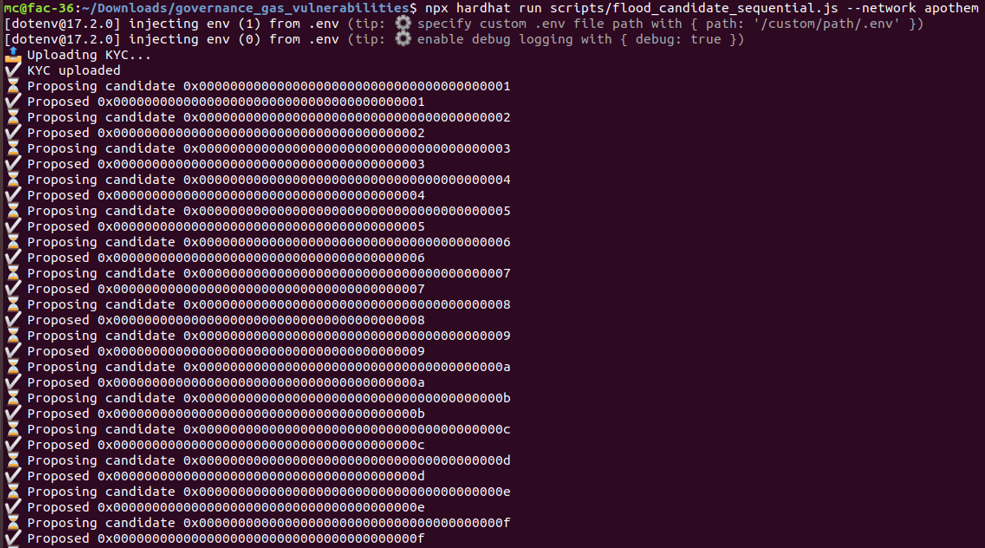 mc@fac-36:~/Downloads/governance_gas_vulnerabilities$ npx hardhat run scripts/flood_candidate_sequential.js --network apothem
[dotenv@17.2.0] injecting env (1) from .env (tip: ⚙️ specify custom .env file path with { path: '/custom/path/.env' })
[dotenv@17.2.0] injecting env (0) from .env (tip: ⚙️ enable debug logging with { debug: true })
📤 Uploading KYC...
✔ KYC uploaded
⏳ Proposing candidate 0x0000000000000000000000000000000000000001
✔ Proposed 0x0000000000000000000000000000000000000001
⏳ Proposing candidate 0x0000000000000000000000000000000000000002
✔ Proposed 0x0000000000000000000000000000000000000002
⏳ Proposing candidate 0x0000000000000000000000000000000000000003
✔ Proposed 0x0000000000000000000000000000000000000003
⏳ Proposing candidate 0x0000000000000000000000000000000000000004
✔ Proposed 0x0000000000000000000000000000000000000004
⏳ Proposing candidate 0x0000000000000000000000000000000000000005
✔ Proposed 0x0000000000000000000000000000000000000005
⏳ Proposing candidate 0x0000000000000000000000000000000000000006
✔ Proposed 0x0000000000000000000000000000000000000006
⏳ Proposing candidate 0x0000000000000000000000000000000000000007
✔ Proposed 0x0000000000000000000000000000000000000007
⏳ Proposing candidate 0x0000000000000000000000000000000000000008
✔ Proposed 0x0000000000000000000000000000000000000008
⏳ Proposing candidate 0x0000000000000000000000000000000000000009
✔ Proposed 0x0000000000000000000000000000000000000009
⏳ Proposing candidate 0x000000000000000000000000000000000000000a
✔ Proposed 0x000000000000000000000000000000000000000a
⏳ Proposing candidate 0x000000000000000000000000000000000000000b
✔ Proposed 0x000000000000000000000000000000000000000b
⏳ Proposing candidate 0x000000000000000000000000000000000000000c
✔ Proposed 0x000000000000000000000000000000000000000c
⏳ Proposing candidate 0x000000000000000000000000000000000000000d
✔ Proposed 0x000000000000000000000000000000000000000d
⏳ Proposing candidate 0x000000000000000000000000000000000000000e
✔ Proposed 0x000000000000000000000000000000000000000e
⏳ Proposing candidate 0x000000000000000000000000000000000000000f
✔ Proposed 0x000000000000000000000000000000000000000f